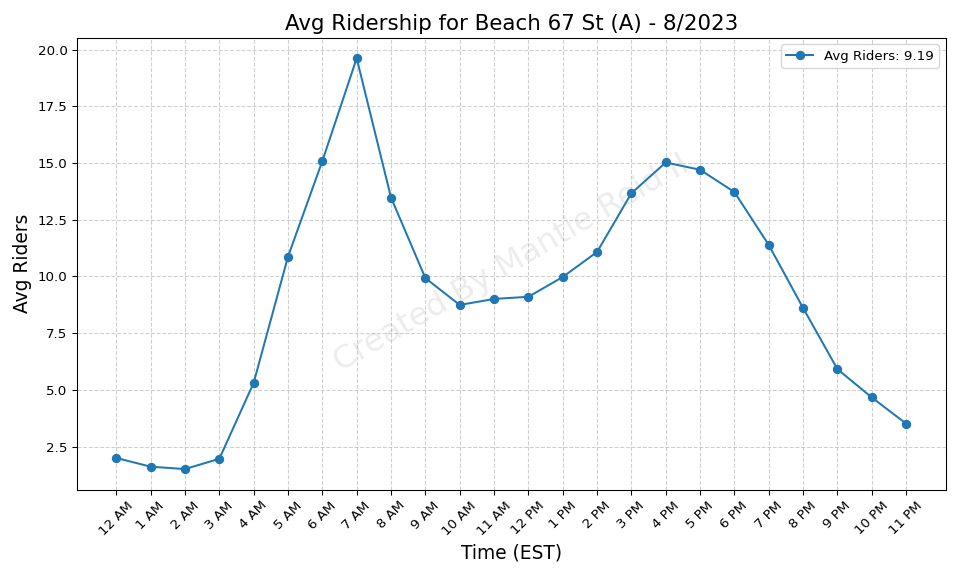 Avg Ridership for Beach 67 St (A) - 8/2023
Avg Riders: 9.19
Avg Riders
20.0
17.5
15.0
12.5
10.0
7.5
5.0
2.5
Created By Mantle
12 AM
1 AM
2 AM
3 AM
4 AM
5 AM
6 AM
7 AM
8 AM
9 AM
10 AM
11 AM
12 PM
1 PM
2 PM
3 PM
4 PM
5 PM
6 PM
7 PM
8 PM
9 PM
10 PM
11 PM
Time (EST)